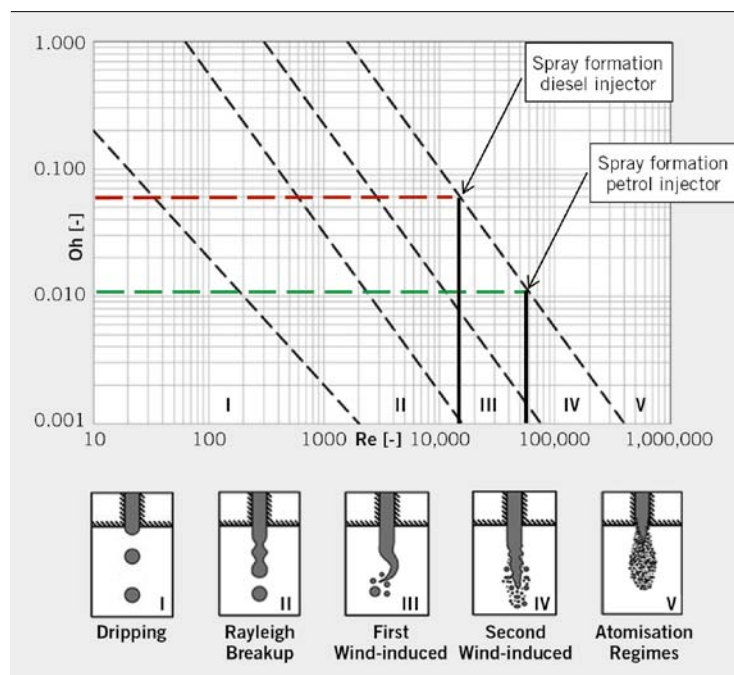 1.000
0.100
0.010
0.001
Oh [-]
Spray formation
diesel injector
Spray formation
petrol injector
I II III IV V
10 100 1000 Re [-] 10,000 100,000 1,000,000
I II III IV V
Dripping
Rayleigh
Breakup
First
Wind-induced
Second
Wind-induced
Atomisation
Regimes